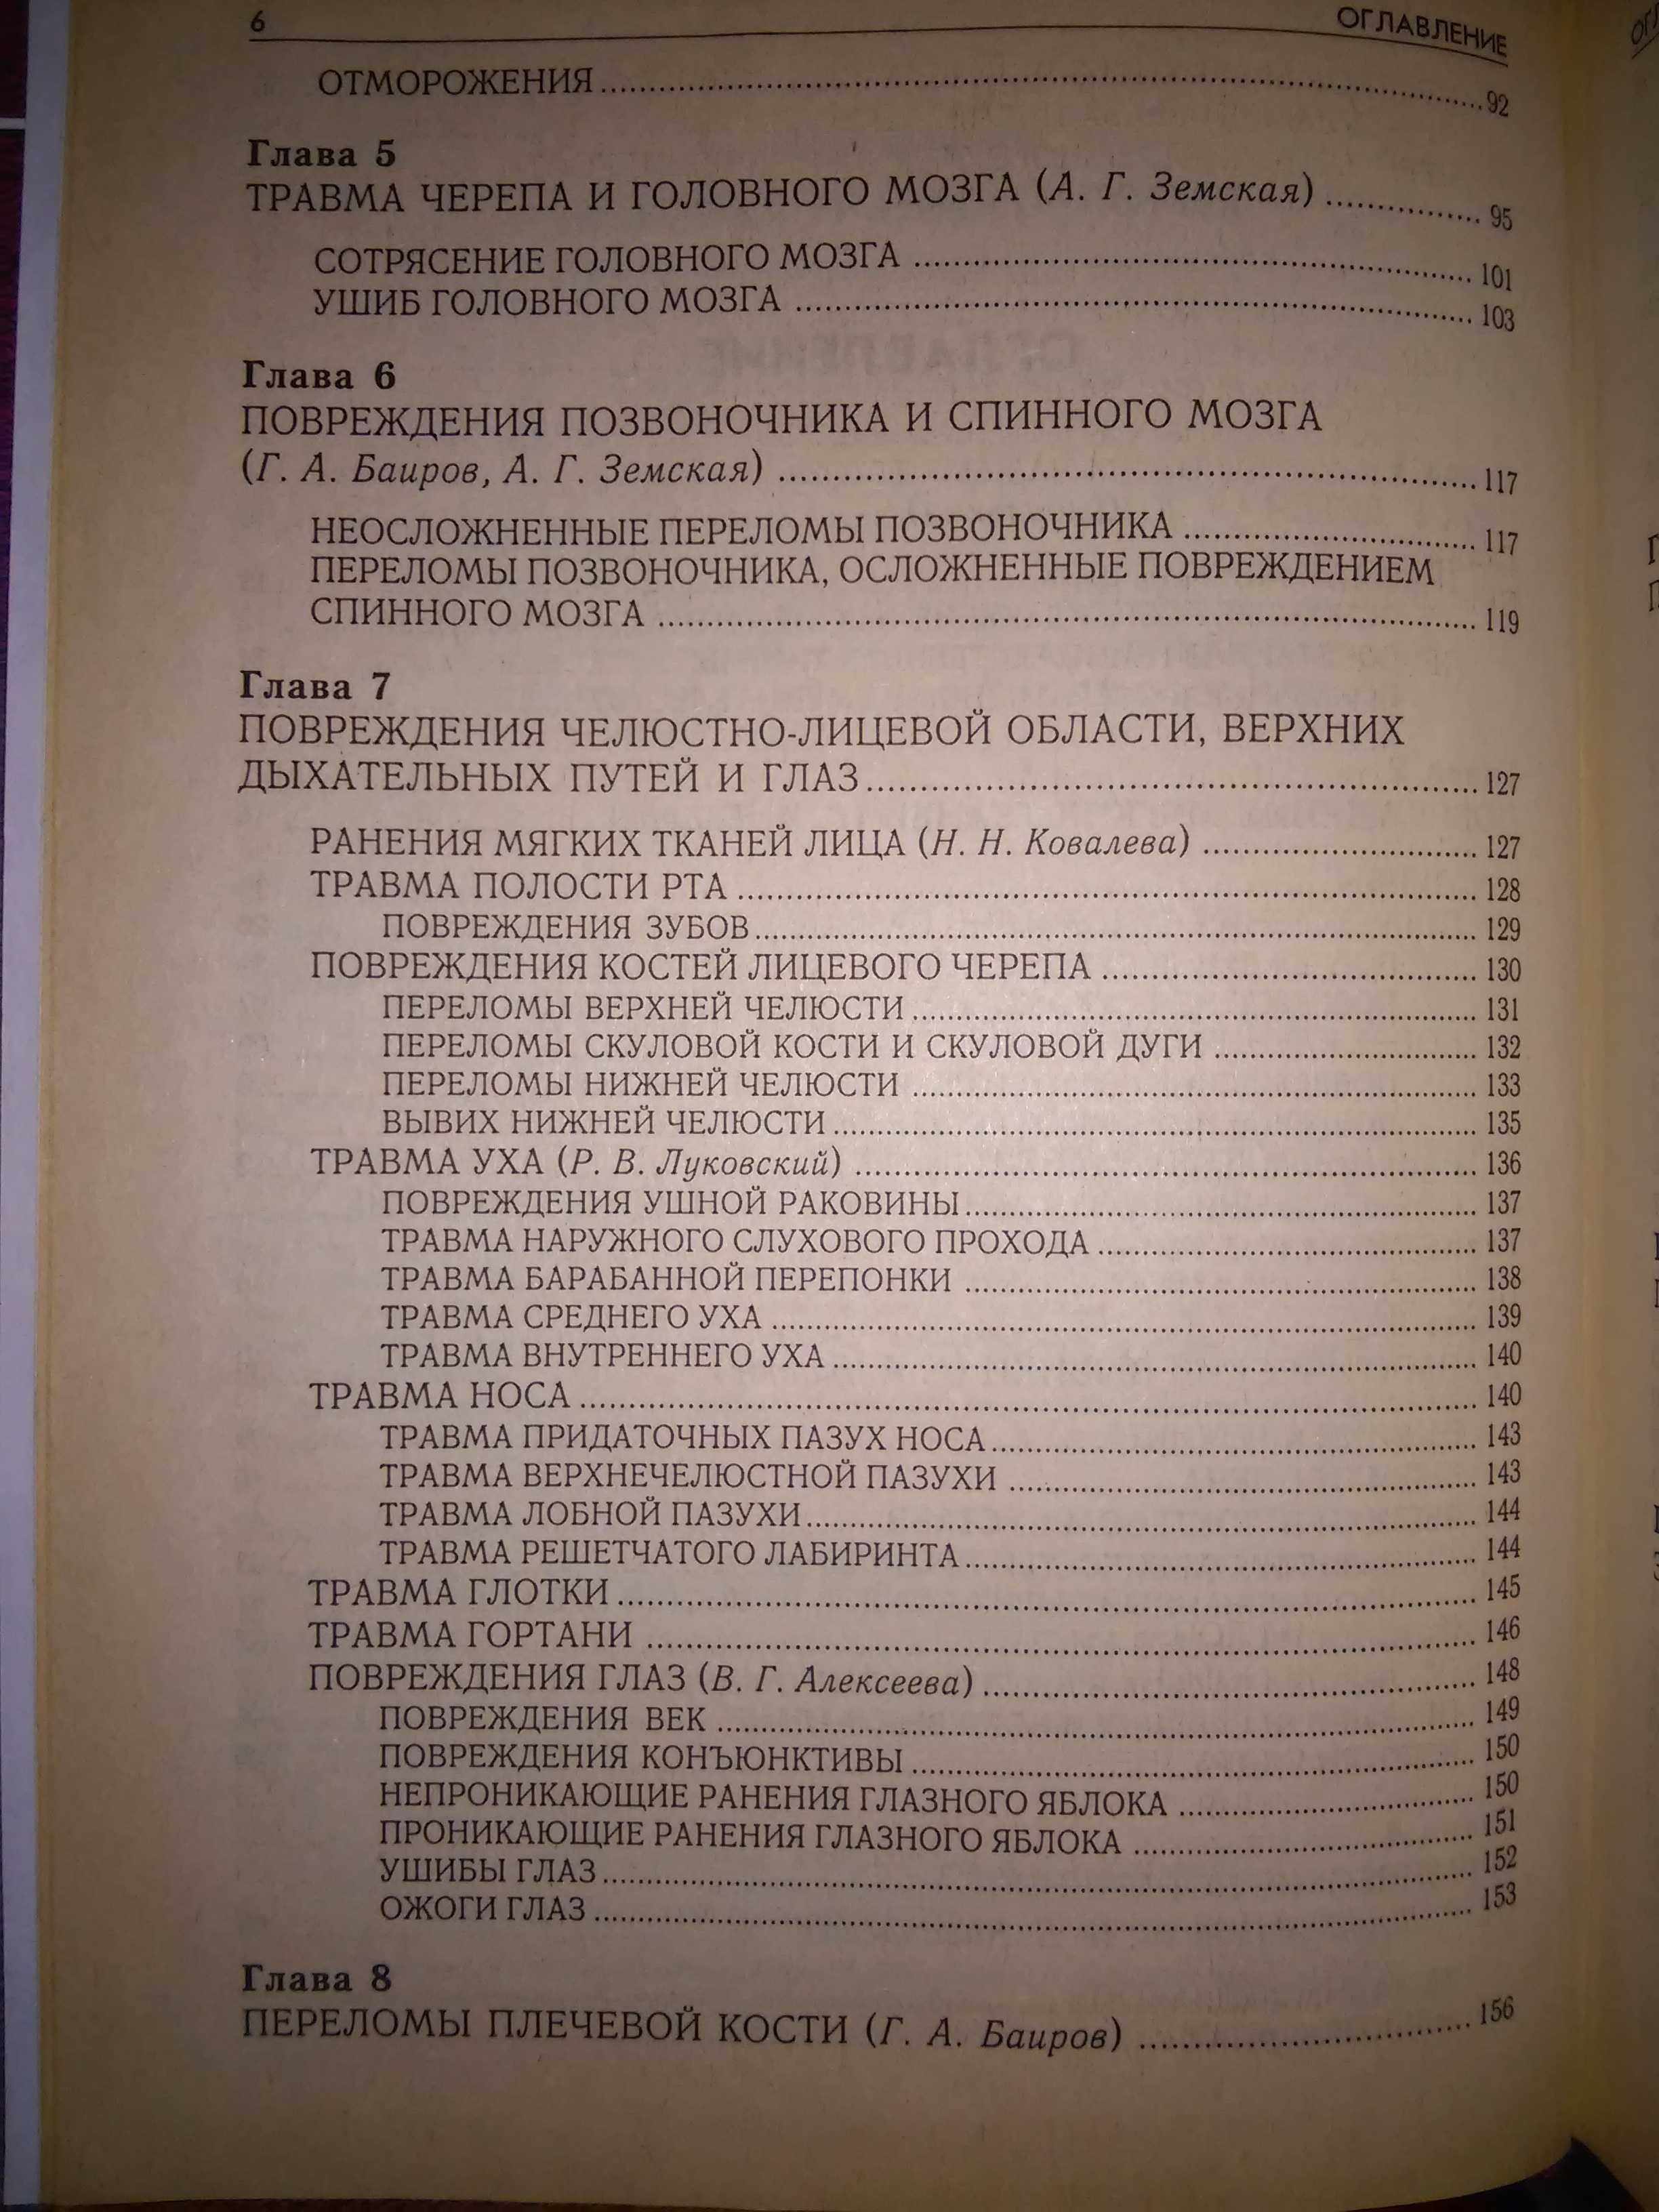 6 ОГЛАВЛЕНИЕ
ОТМОРОЖЕНИЯ 92
Глава 5
ТРАВМА ЧЕРЕПА И ГОЛОВНОГО МОЗГА (А. Г. Земская) 95
СОТРЯСЕНИЕ ГОЛОВНОГО МОЗГА 101
УШИБ ГОЛОВНОГО МОЗГА 103
Глава 6
ПОВРЕЖДЕНИЯ ПОЗВОНОЧНИКА И СПИННОГО МОЗГА
(Г. А. Баиров, А. Г. Земская) 117
НЕОСЛОЖНЕННЫЕ ПЕРЕЛОМЫ ПОЗВОНОЧНИКА 117
ПЕРЕЛОМЫ ПОЗВОНОЧНИКА, ОСЛОЖНЕННЫЕ ПОВРЕЖДЕНИЕМ
СПИННОГО МОЗГА 119
Глава 7
ПОВРЕЖДЕНИЯ ЧЕЛЮСТНО-ЛИЦЕВОЙ ОБЛАСТИ, ВЕРХНИХ
ДЫХАТЕЛЬНЫХ ПУТЕЙ И ГЛАЗ 127
РАНЕНИЯ МЯГКИХ ТКАНЕЙ ЛИЦА (Н. Н. Ковалева) 127
ТРАВМА ПОЛОСТИ РТА 128
ПОВРЕЖДЕНИЯ ЗУБОВ 129
ПОВРЕЖДЕНИЯ КОСТЕЙ ЛИЦЕВОГО ЧЕРЕПА 130
ПЕРЕЛОМЫ ВЕРХНЕЙ ЧЕЛЮСТИ 131
ПЕРЕЛОМЫ СКУЛОВОЙ КОСТИ И СКУЛОВОЙ ДУГИ 132
ПЕРЕЛОМЫ НИЖНЕЙ ЧЕЛЮСТИ 133
ВЫВИХ НИЖНЕЙ ЧЕЛЮСТИ 135
ТРАВМА УХА (Р. В. Луковский) 136
ПОВРЕЖДЕНИЯ УШНОЙ РАКОВИНЫ 137
ТРАВМА НАРУЖНОГО СЛУХОВОГО ПРОХОДА 137
ТРАВМА БАРАБАННОЙ ПЕРЕПОНКИ 138
ТРАВМА СРЕДНЕГО УХА 139
ТРАВМА ВНУТРЕННЕГО УХА 140
ТРАВМА НОСА 140
ТРАВМА ПРИДАТОЧНЫХ ПАЗУХ НОСА 143
ТРАВМА ВЕРХНЕЧЕЛЮСТНОЙ ПАЗУХИ 143
ТРАВМА ЛОБНОЙ ПАЗУХИ 144
ТРАВМА РЕШЕТЧАТОГО ЛАБИРИНТА 144
ТРАВМА ГЛОТКИ 145
ТРАВМА ГОРТАНИ 146
ПОВРЕЖДЕНИЯ ГЛАЗ (В. Г. Алексеева) 148
ПОВРЕЖДЕНИЯ ВЕК 149
ПОВРЕЖДЕНИЯ КОНЪЮНКТИВЫ 150
НЕПРОНИКАЮЩИЕ РАНЕНИЯ ГЛАЗНОГО ЯБЛОКА 150
ПРОНИКАЮЩИЕ РАНЕНИЯ ГЛАЗНОГО ЯБЛОКА 151
УШИБЫ ГЛАЗ 152
ОЖОГИ ГЛАЗ 153
Глава 8
ПЕРЕЛОМЫ ПЛЕЧЕВОЙ КОСТИ (Г. А. Баиров) 156